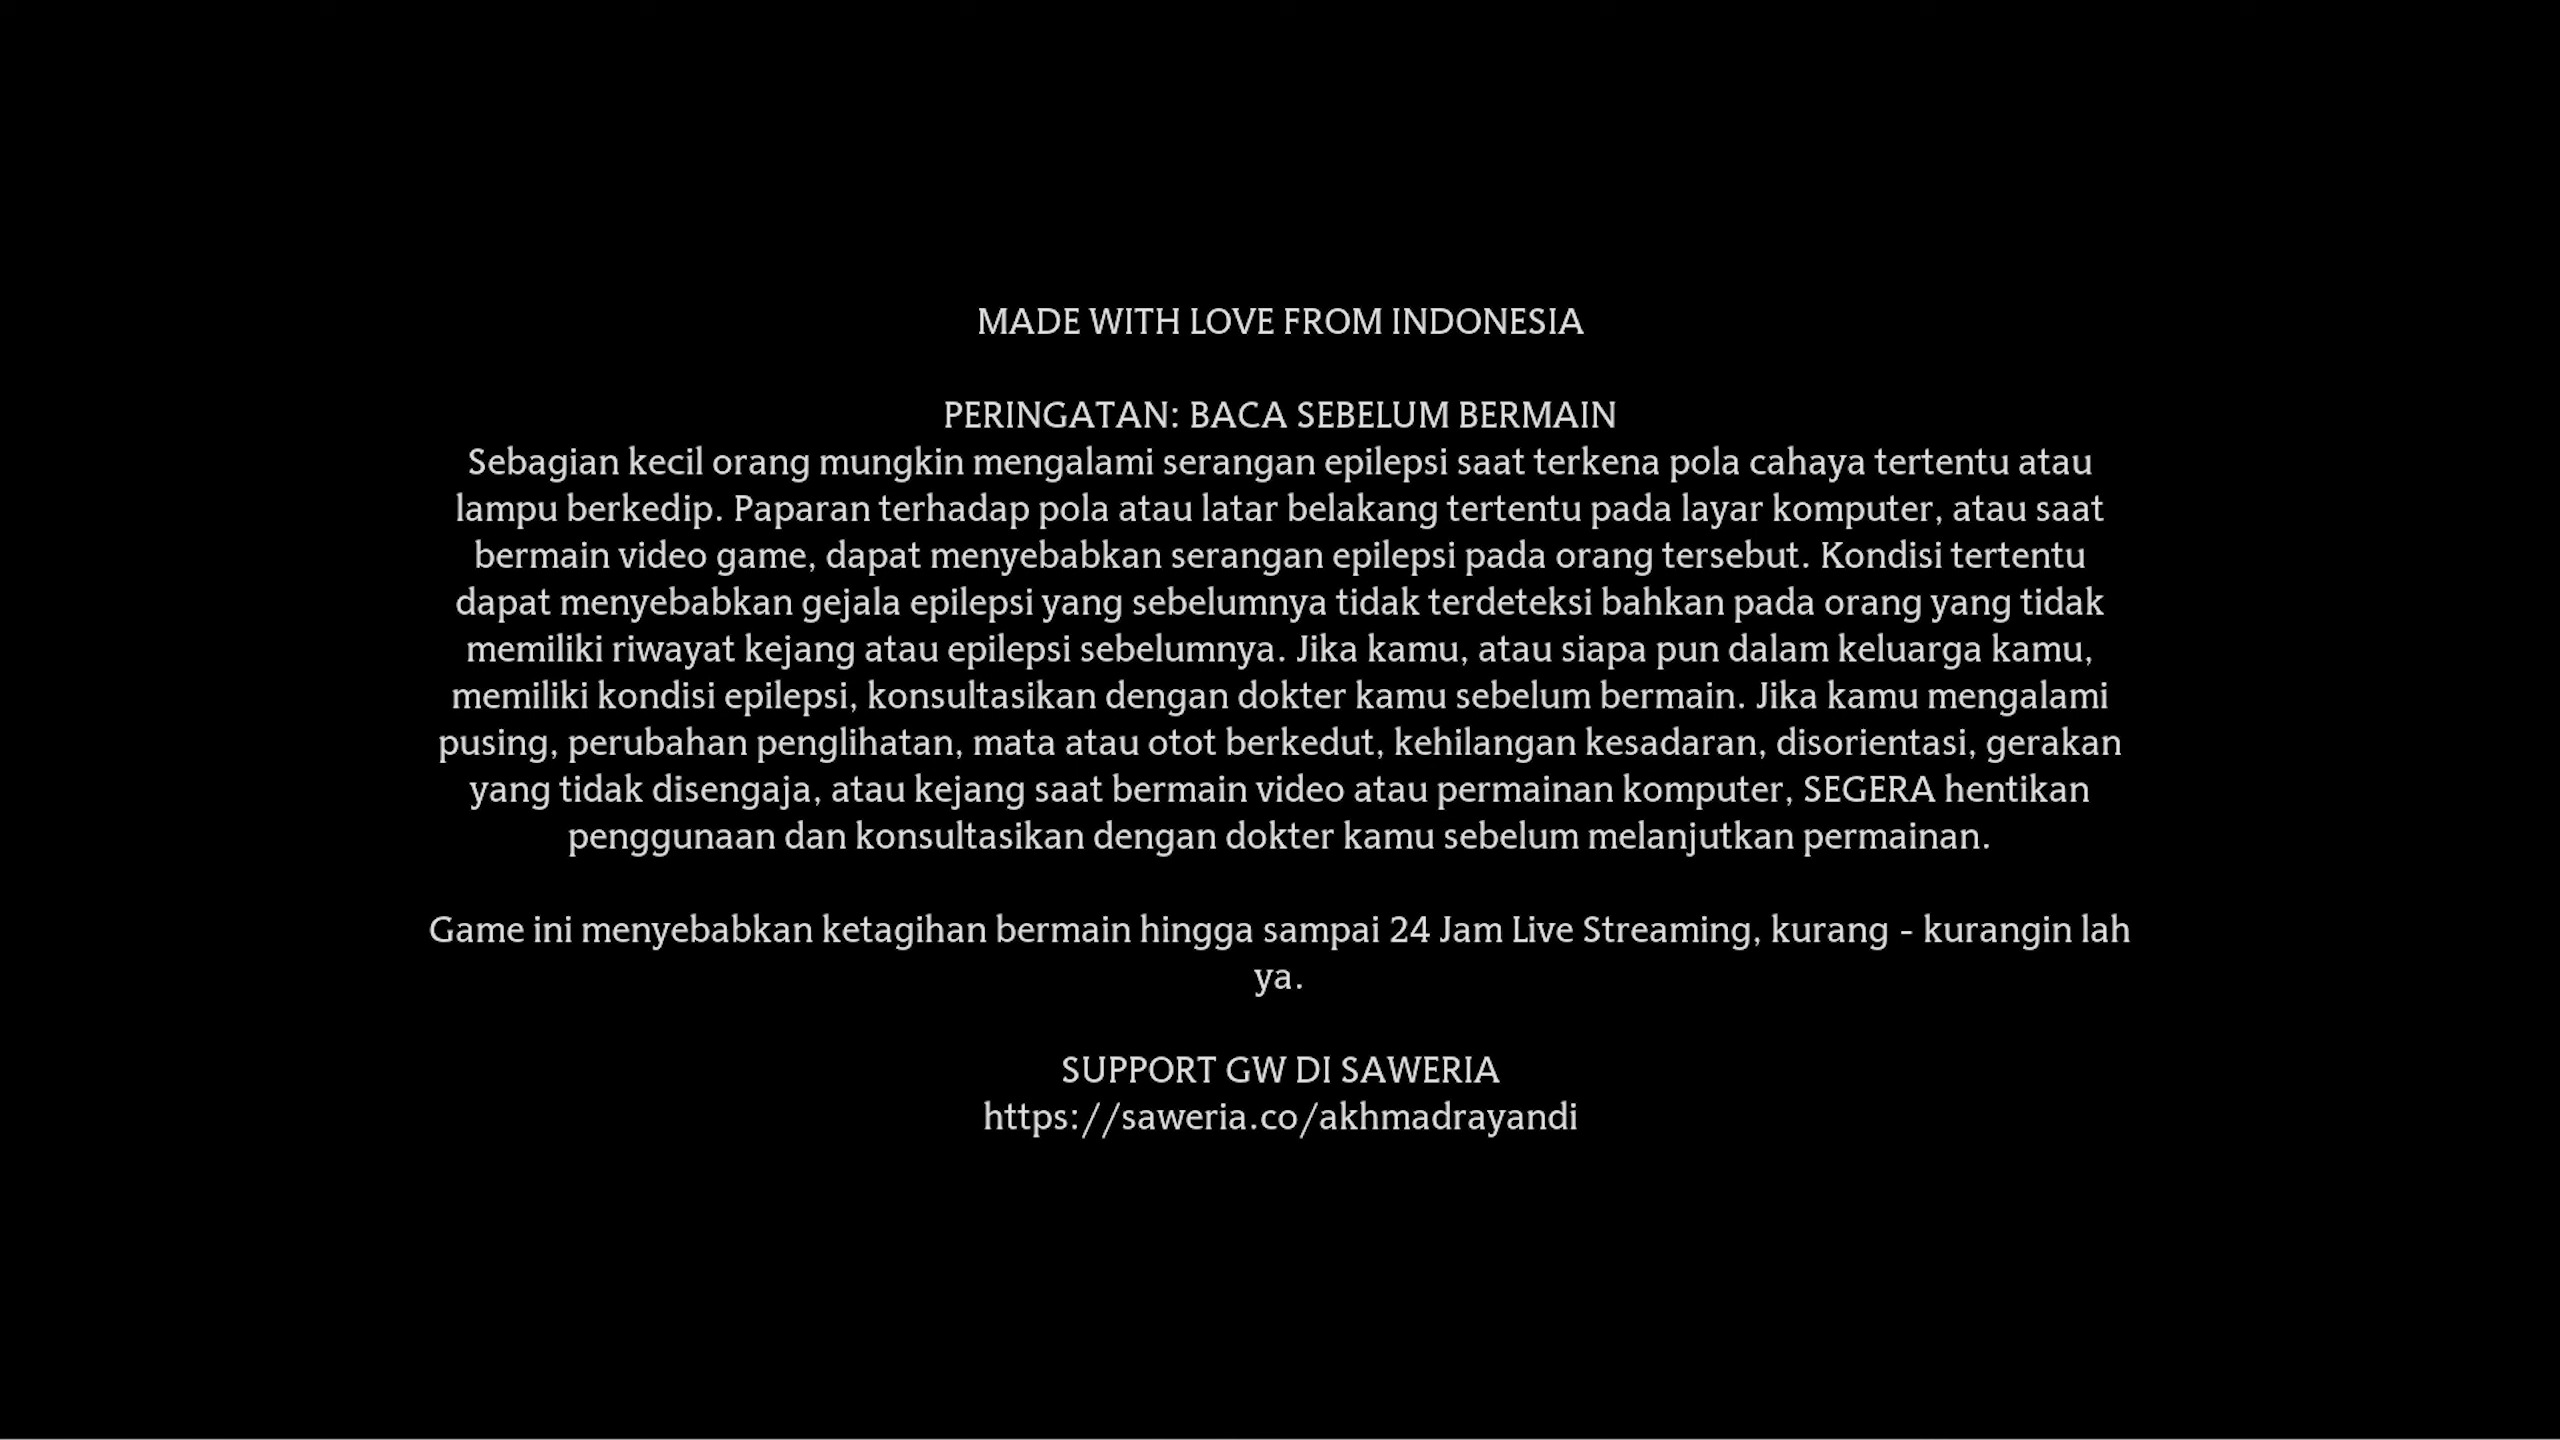 MADE WITH LOVE FROM INDONESIA
PERINGATAN: BACA SEBELUM BERMAIN
Sebagian kecil orang mungkin mengalami serangan epilepsi saat terkena pola cahaya tertentu atau
lampu berkedip. Paparan terhadap pola atau latar belakang tertentu pada layar komputer, atau saat
bermain video game, dapat menyebabkan serangan epilepsi pada orang tersebut. Kondisi tertentu
dapat menyebabkan gejala epilepsi yang sebelumnya tidak terdeteksi bahkan pada orang yang tidak
memiliki riwayat kejang atau epilepsi sebelumnya. Jika kamu, atau siapa pun dalam keluarga kamu,
memiliki kondisi epilepsi, konsultasikan dengan dokter kamu sebelum bermain. Jika kamu mengalami
pusing, perubahan penglihatan, mata atau otot berkedut, kehilangan kesadaran, disorientasi, gerakan
yang tidak disengaja, atau kejang saat bermain video atau permainan komputer, SEGERA hentikan
penggunaan dan konsultasikan dengan dokter kamu sebelum melanjutkan permainan.
Game ini menyebabkan ketagihan bermain hingga sampai 24 Jam Live Streaming, kurang - kurangin lah
ya.
SUPPORT GW DI SAWERIA
https://saweria.co/akhmadrayandi